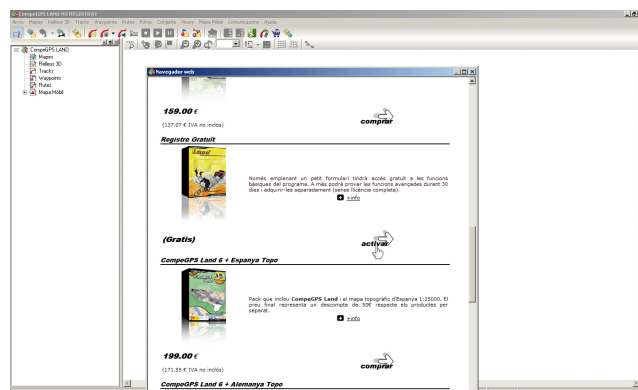 CompeGPS LAND NO REGISTRAT
Arxiu Mapes Relleus 3D Tracks Waypoints Rutes Fotos Conjunts Veure Mapa Mòbil Comunicacions Ajuda
CompeGPS LAND
Mapes
Relleus 3D
Tracks
Waypoints
Rutes
Mapa Mòbil
Navegador web
159.00 €
(137.07 € IVA no inclòs)
comprar
Registre Gratuït
Land
Només emplenant un petit formulari tindrà accés gratuït a les funcions
bàsiques del programa. A més podrà provar les funcions avançades durant 30
dies i adquirir-les separadament (sense llicència completa).
+info
(Gratis)
activar
CompeGPS Land 6 + Espanya Topo
Pack que inclou CompeGPS Land i el mapa topogràfic d'Espanya 1:25000. El
preu final representa un descompte de 50€ respecte els productes per
separat.
+info
199.00 €
(171.55 € IVA no inclòs)
comprar
CompeGPS Land 6 + Alemanya Topo